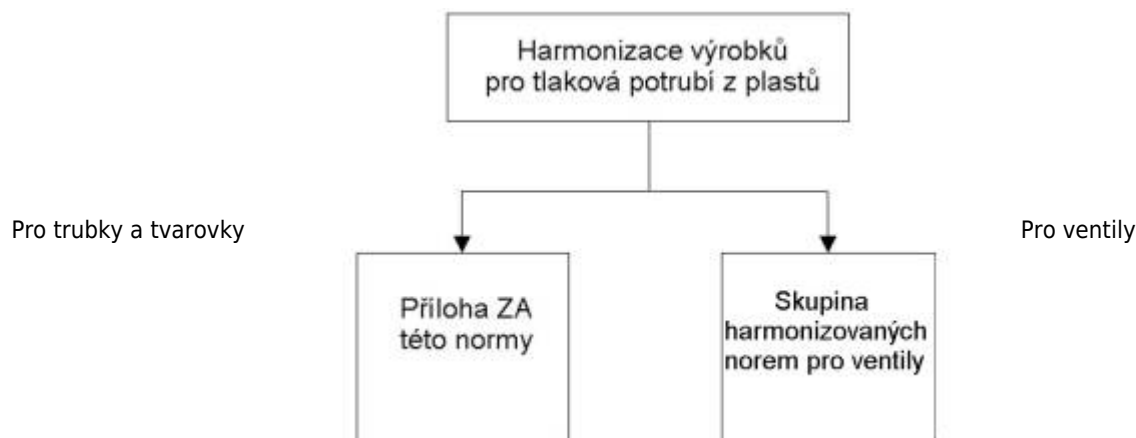 Harmonizace výrobků
pro tlaková potrubí z plastů
Pro trubky a tvarovky
Pro ventily
Příloha ZA
této normy
Skupina
harmonizovaných
norem pro ventily